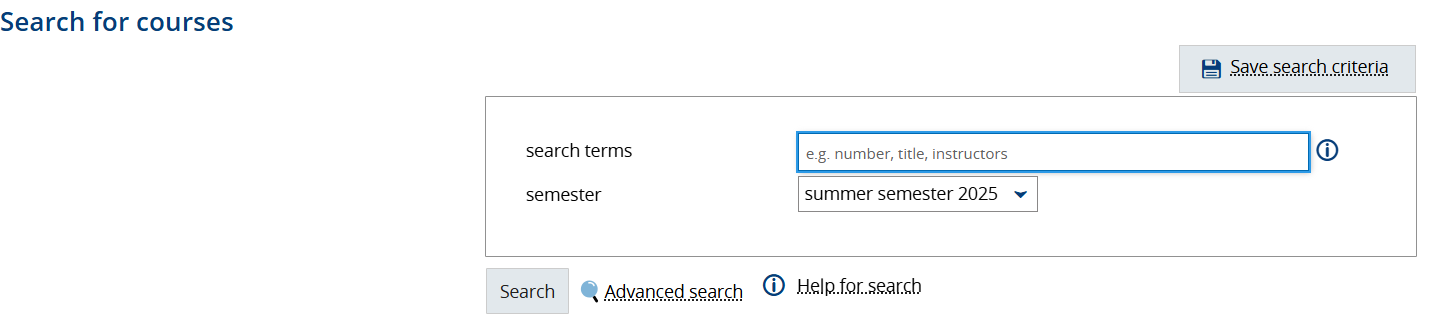 Search for courses
Save search criteria
search terms
e.g. number, title, instructors
semester
summer semester 2025
Search
Advanced search
Help for search